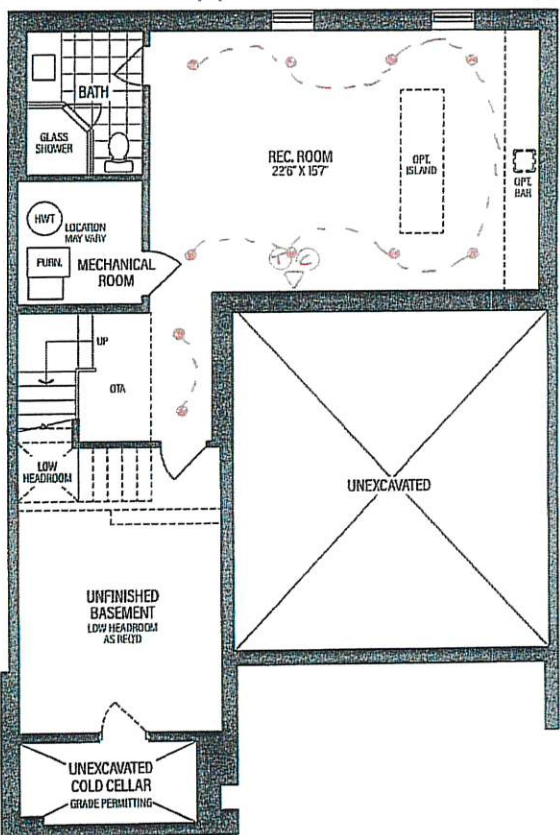 BATH
GLASS
SHOWER
REC. ROOM
22'6" X 15'7"
OPT.
ISLAND
OPT.
BAR
HWT
LOCATION
MAY VARY
FURN.
MECHANICAL
ROOM
T C
UP
OTA
LOW
HEADROOM
UNEXCAVATED
UNFINISHED
BASEMENT
LOW HEADROOM
AS REQ'D
UNEXCAVATED
COLD CELLAR
GRADE PERMITTING